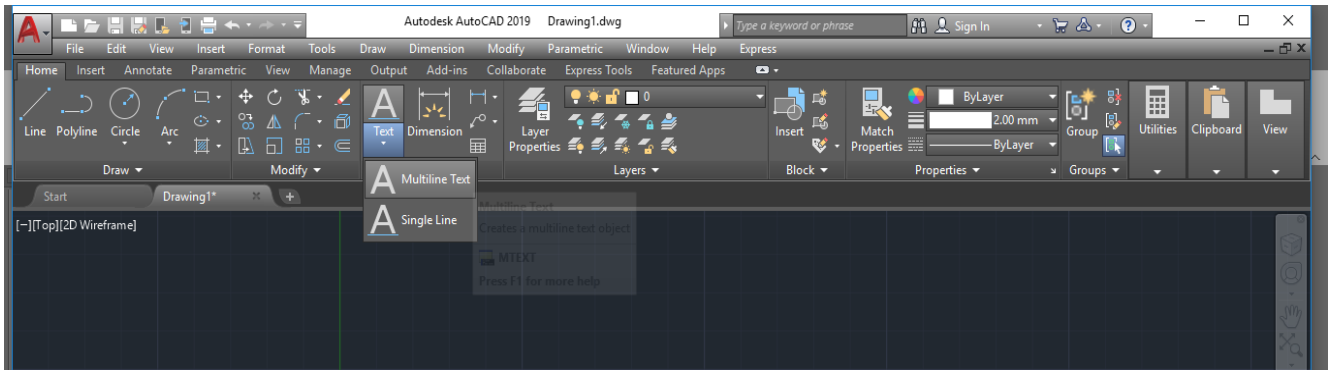 Autodesk AutoCAD 2019 Drawing1.dwg Type a keyword or phrase Sign In
File Edit View Insert Format Tools Draw Dimension Modify Parametric Window Help Express
Home Insert Annotate Parametric View Manage Output Add-ins Collaborate Express Tools Featured Apps
0 ByLayer
2.00 mm
Line Polyline Circle Arc Text Dimension Layer Properties Insert Match Properties ByLayer Group Utilities Clipboard View
Draw Modify Layers Block Properties Groups
Multiline Text
Start Drawing1*
Single Line
Multiline Text
Creates a multiline text object
MTEXT
Press F1 for more help
[−][Top][2D Wireframe]